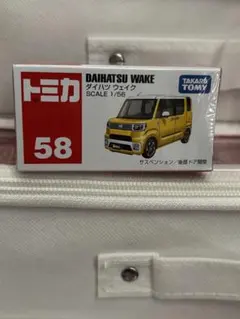 トミカ
58
DAIHATSU WAKE
ダイハツ ウェイク
SCALE 1/56
TAKARA
TOMY
サスペンション/後部ドア開閉